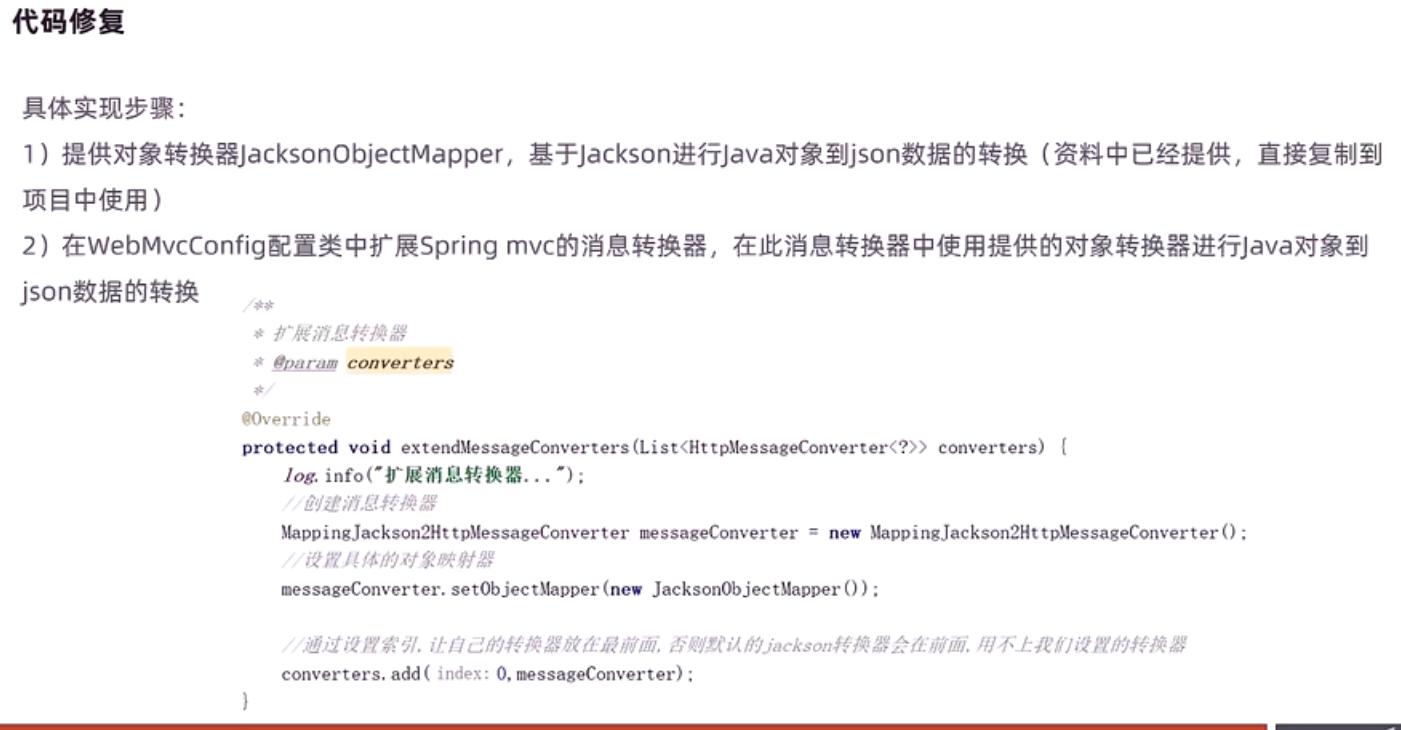 代码修复
具体实现步骤：
1）提供对象转换器JacksonObjectMapper，基于Jackson进行Java对象到json数据的转换（资料中已经提供，直接复制到
项目中使用）
2）在WebMvcConfig配置类中扩展Spring mvc的消息转换器，在此消息转换器中使用提供的对象转换器进行Java对象到
json数据的转换
/**
* 扩展消息转换器
* @param converters
*/
@Override
protected void extendMessageConverters(List<HttpMessageConverter<?>> converters) {
log.info("扩展消息转换器...");
//创建消息转换器
MappingJackson2HttpMessageConverter messageConverter = new MappingJackson2HttpMessageConverter();
//设置具体的对象映射器
messageConverter.setObjectMapper(new JacksonObjectMapper());
//通过设置索引,让自己的转换器放在最前面,否则默认的jackson转换器会在前面,用不上我们设置的转换器
converters.add( index: 0,messageConverter);
}